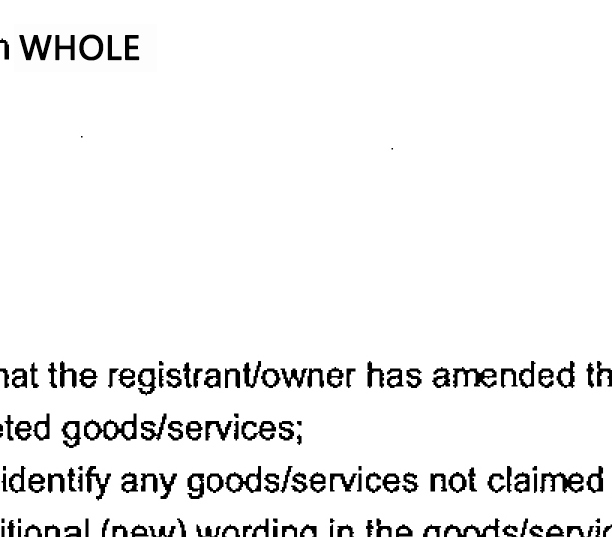 WHOLE
hat the registrant/owner has amended th
eted goods/services;
identify any goods/services not claimed
itional (new) wording in the goods/servic